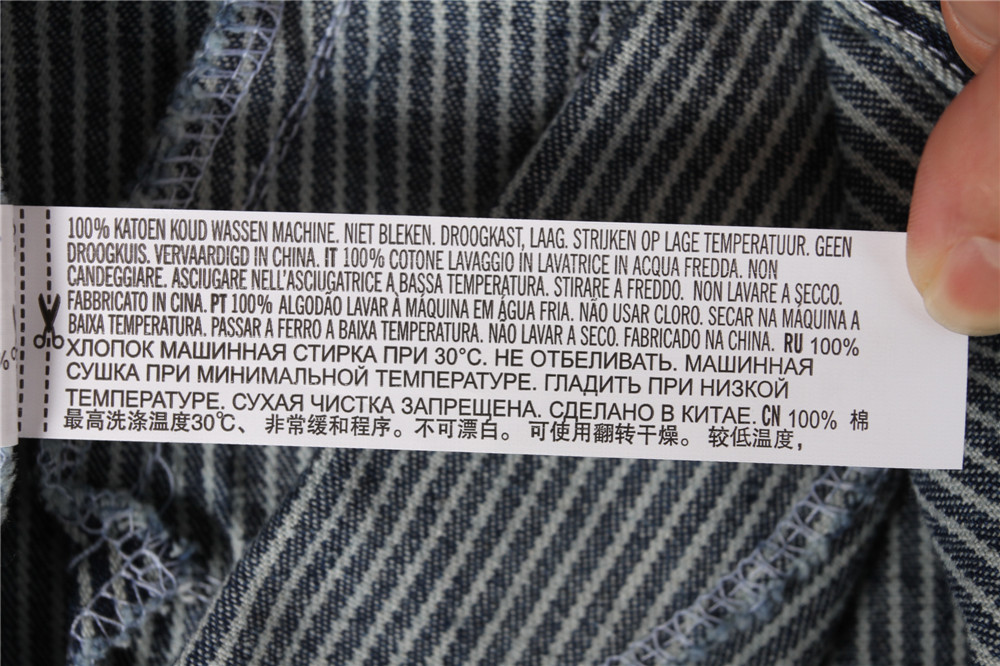 100% KATOEN KOUD WASSEN MACHINE. NIET BLEKEN. DROOGKAST, LAAG. STRIJKEN OP LAGE TEMPERATUUR. GEEN
DROOGKUIS. VERVAARDIGD IN CHINA. IT 100% COTONE LAVAGGIO IN LAVATRICE IN ACQUA FREDDA. NON
CANDEGGIARE. ASCIUGARE NELL'ASCIUGATRICE A BASSA TEMPERATURA. STIRARE A FREDDO. NON LAVARE A SECCO.
FABBRICATO IN CINA. PT 100% ALGODÃO LAVAR À MÁQUINA EM ÁGUA FRIA. NÃO USAR CLORO. SECAR NA MÁQUINA A
BAIXA TEMPERATURA. PASSAR A FERRO A BAIXA TEMPERATURA. NÃO LAVAR A SECO. FABRICADO NA CHINA. RU 100%
ХЛОПОК МАШИННАЯ СТИРКА ПРИ 30°С. НЕ ОТБЕЛИВАТЬ. МАШИННАЯ
СУШКА ПРИ МИНИМАЛЬНОЙ ТЕМПЕРАТУРЕ. ГЛАДИТЬ ПРИ НИЗКОЙ
ТЕМПЕРАТУРЕ. СУХАЯ ЧИСТКА ЗАПРЕЩЕНА. СДЕЛАНО В КИТАЕ. CN 100% 棉
最高洗涤温度30℃、非常缓和程序。不可漂白。可使用翻转干燥。较低温度，